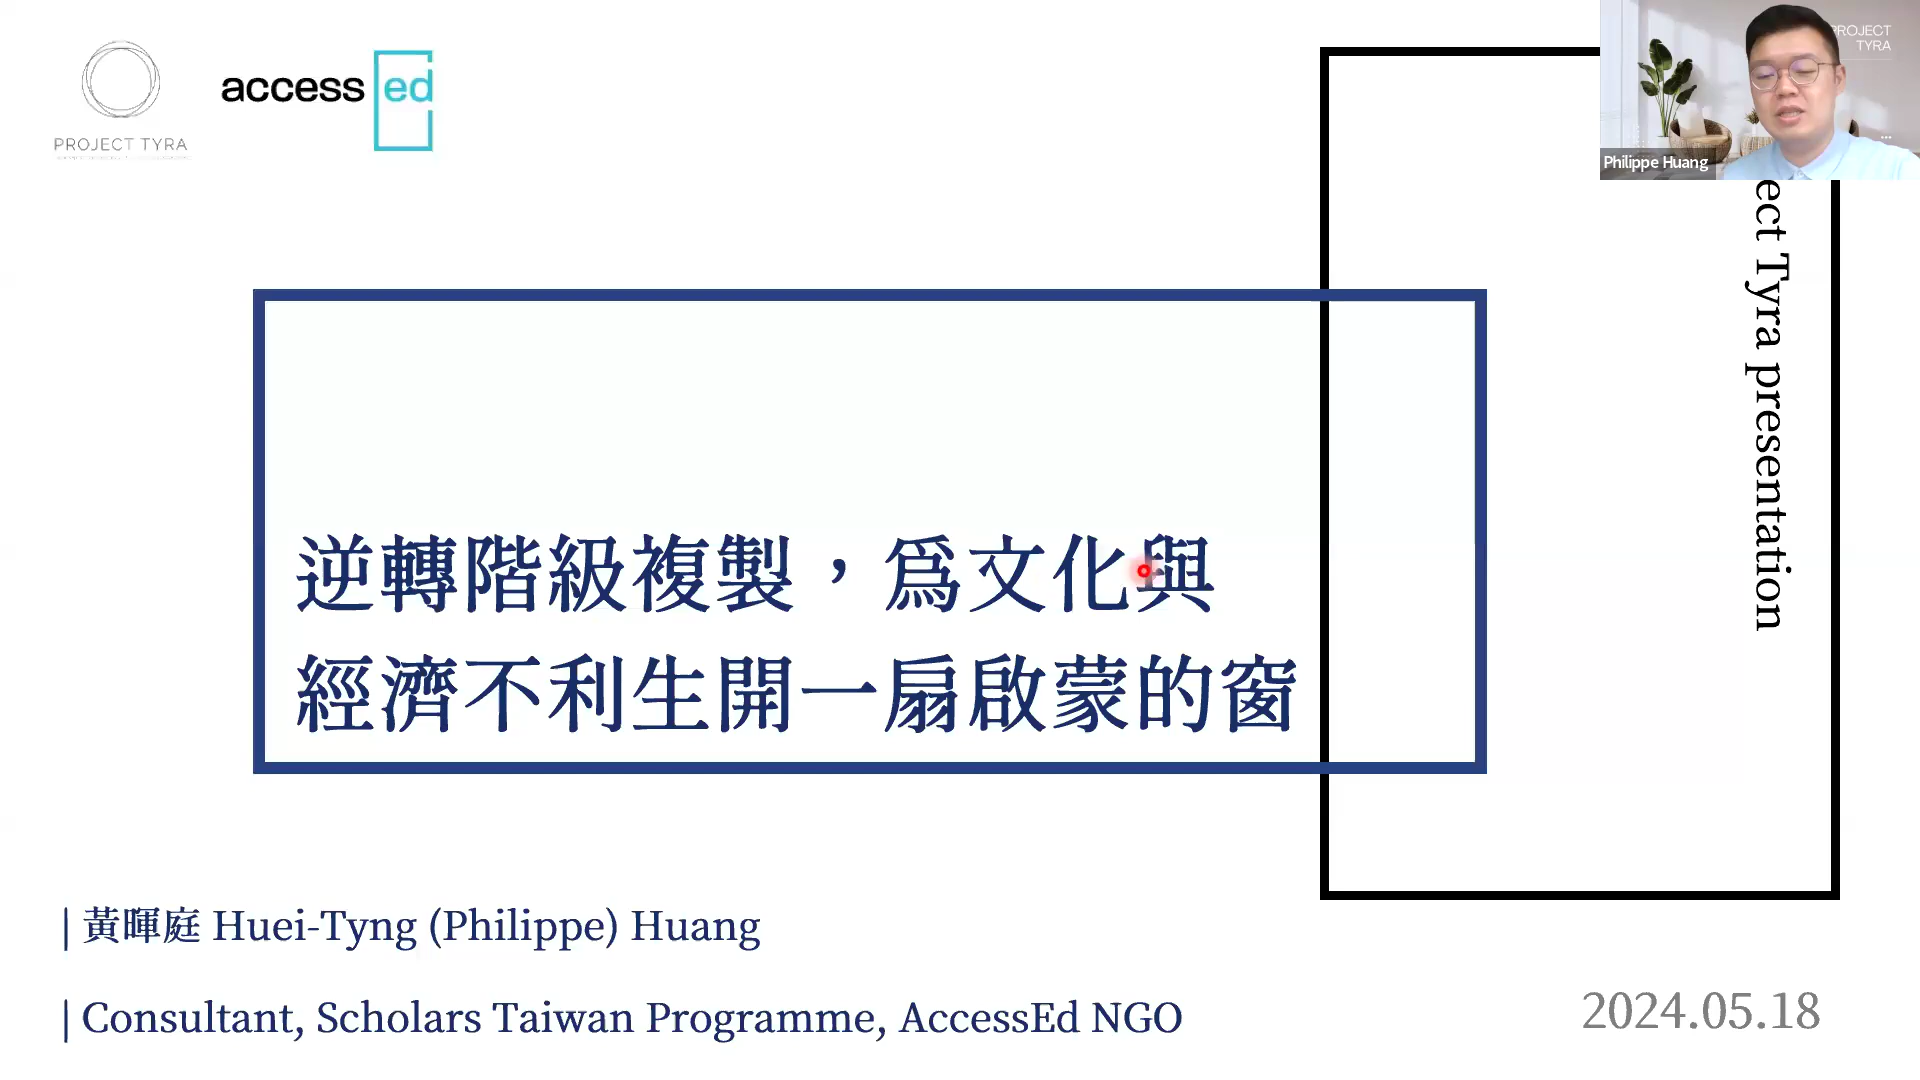 PROJECT TYRA
accessed
PROJECT
TYRA
Philippe Huang
ect Tyra presentation
逆轉階級複製，爲文化與
經濟不利生開一扇啟蒙的窗
| 黃暉庭 Huei-Tyng (Philippe) Huang
| Consultant, Scholars Taiwan Programme, AccessEd NGO
2024.05.18